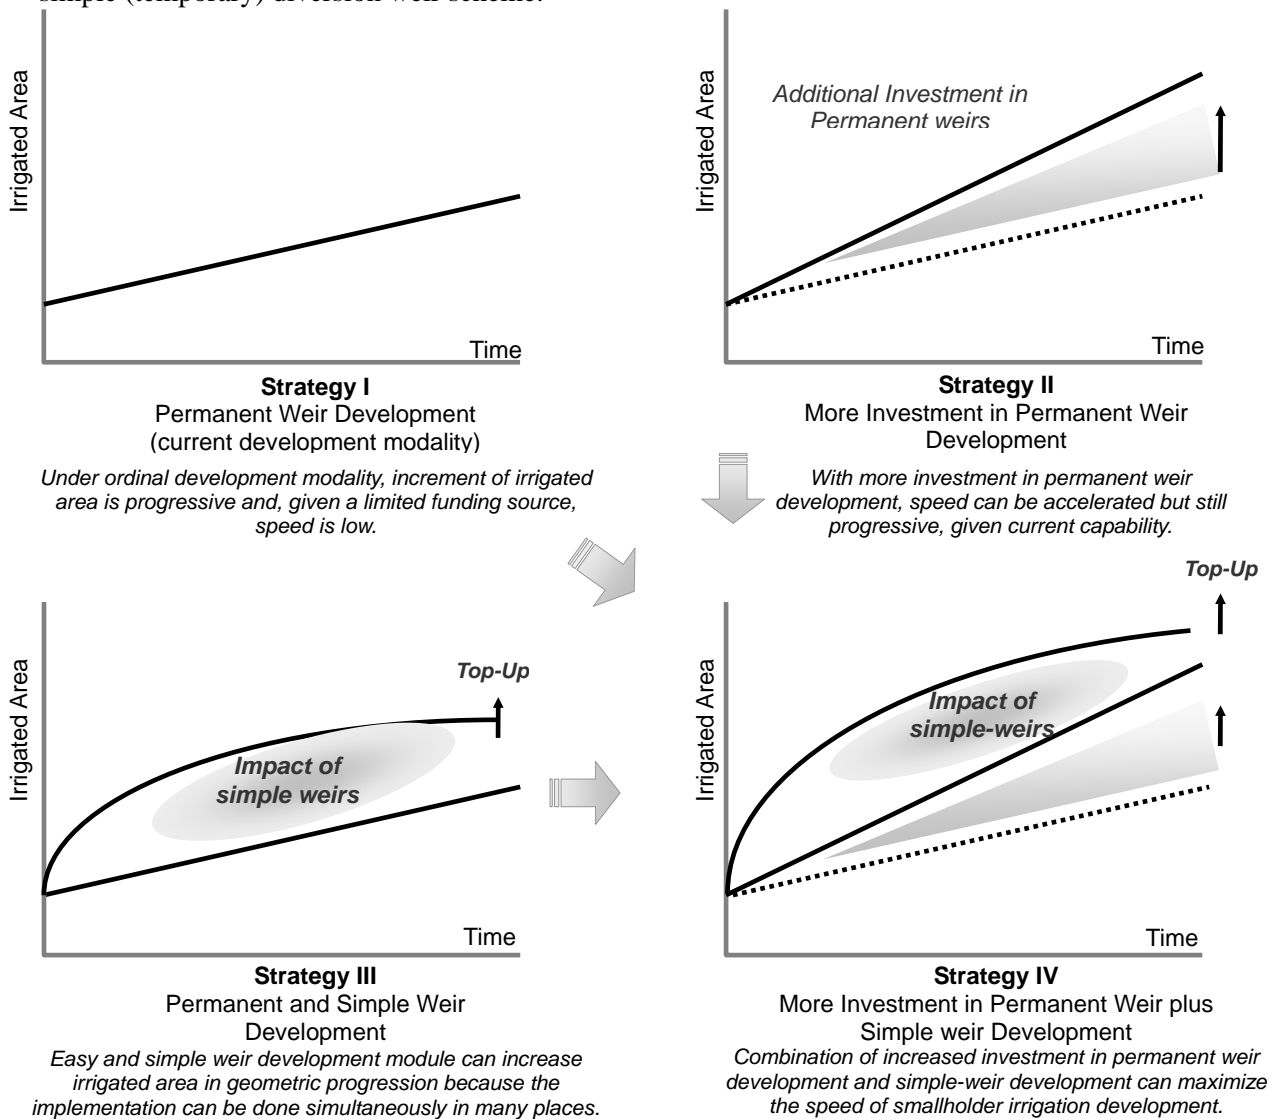 simple (temporary) diversion weir scheme.
Irrigated Area
Time
Strategy I
Permanent Weir Development
(current development modality)
Under ordinal development modality, increment of irrigated
area is progressive and, given a limited funding source,
speed is low.
Irrigated Area
Additional Investment in
Permanent weirs
Time
Strategy II
More Investment in Permanent Weir
Development
With more investment in permanent weir
development, speed can be accelerated but still
progressive, given current capability.
Irrigated Area
Top-Up
Impact of
simple weirs
Time
Strategy III
Permanent and Simple Weir
Development
Easy and simple weir development module can increase
irrigated area in geometric progression because the
implementation can be done simultaneously in many places.
Irrigated Area
Top-Up
Impact of
simple-weirs
Time
Strategy IV
More Investment in Permanent Weir plus
Simple weir Development
Combination of increased investment in permanent weir
development and simple-weir development can maximize
the speed of smallholder irrigation development.